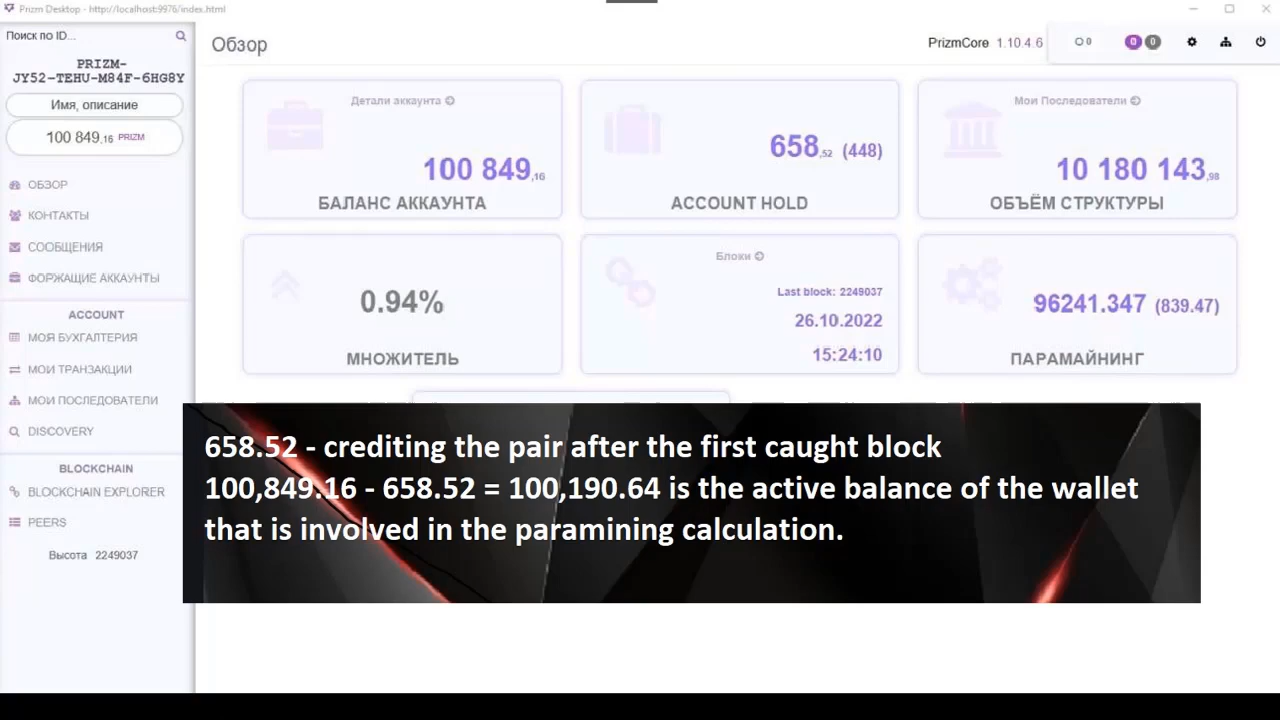 Prizm Desktop - http://localhost:9976/index.html
Поиск по ID...
PRIZM-
JY52-TEHU-M84F-6HG8Y
Имя, описание
100 849,16 PRIZM
ОБЗОР
КОНТАКТЫ
СООБЩЕНИЯ
ФОРЖАЩИЕ АККАУНТЫ
ACCOUNT
МОЯ БУХГАЛТЕРИЯ
МОИ ТРАНЗАКЦИИ
МОИ ПОСЛЕДОВАТЕЛИ
DISCOVERY
BLOCKCHAIN
BLOCKCHAIN EXPLORER
PEERS
Высота 2249037
Обзор
PrizmCore 1.10.4.6
0
0 0
Детали аккаунта
100 849,16
БАЛАНС АККАУНТА
658,52 (448)
ACCOUNT HOLD
Мои Последователи
10 180 143,98
ОБЪЁМ СТРУКТУРЫ
0.94%
МНОЖИТЕЛЬ
Блоки
Last block: 2249037
26.10.2022
15:24:10
96241.347 (839.47)
ПАРАМАЙНИНГ
658.52 - crediting the pair after the first caught block
100,849.16 - 658.52 = 100,190.64 is the active balance of the wallet
that is involved in the paramining calculation.